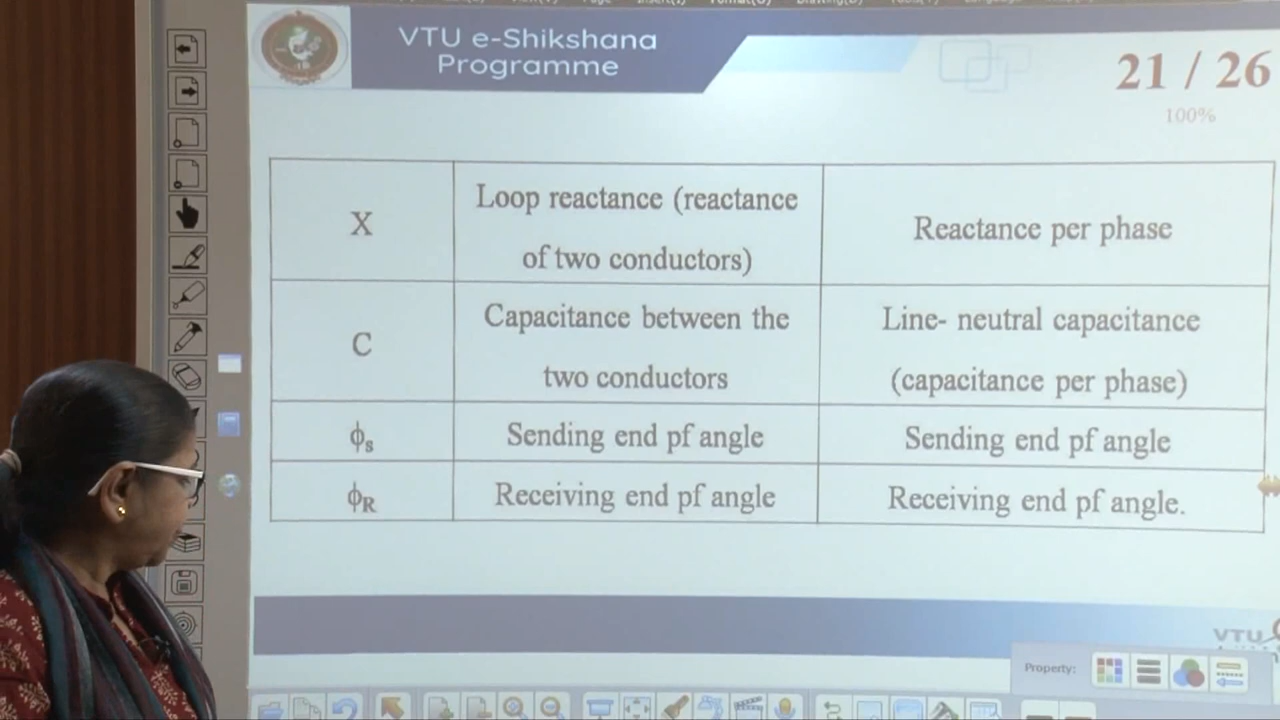 VTU e-Shikshana
Programme
21 / 26
100%
X
Loop reactance (reactance
of two conductors)
Reactance per phase
C
Capacitance between the
two conductors
Line- neutral capacitance
(capacitance per phase)
ϕs
Sending end pf angle
Sending end pf angle
ϕR
Receiving end pf angle
Receiving end pf angle.
VTU
Property: